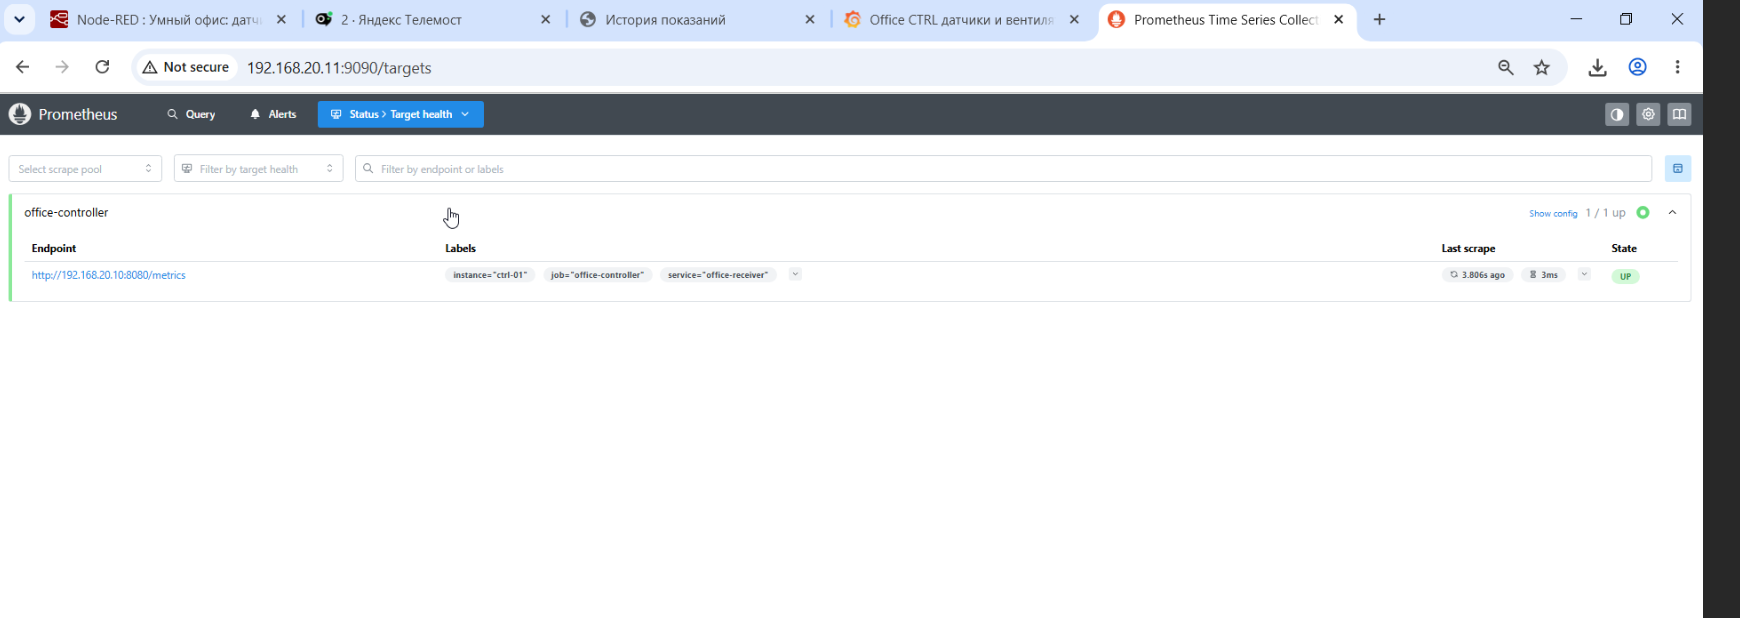 Node-RED : Умный офис: датч
2 · Яндекс Телемост
История показаний
Office CTRL датчики и вентиля
Prometheus Time Series Collect
Not secure
192.168.20.11:9090/targets
Prometheus
Query
Alerts
Status > Target health
Select scrape pool
Filter by target health
Filter by endpoint or labels
office-controller
Show config
1 / 1 up
Endpoint
Labels
Last scrape
State
http://192.168.20.10:8080/metrics
instance="ctrl-01"
job="office-controller"
service="office-receiver"
3.806s ago
3ms
UP